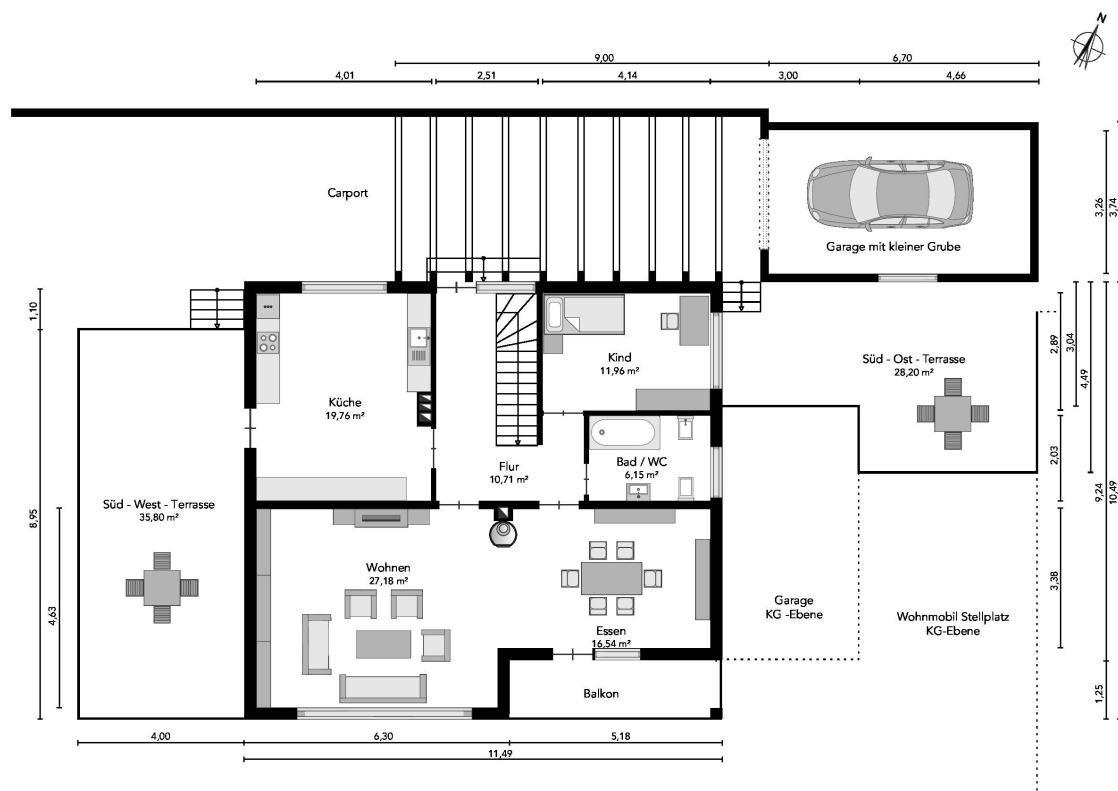 N
9,00
6,70
4,01
2,51
4,14
3,00
4,66
Carport
Garage mit kleiner Grube
3,26
3,74
1,10
Kind
11,96 m²
Süd - Ost - Terrasse
28,20 m²
2,89
3,04
4,49
Küche
19,76 m²
Flur
10,71 m²
Bad / WC
6,15 m²
2,03
9,24
10,49
Süd - West - Terrasse
35,80 m²
8,95
4,63
Wohnen
27,18 m²
Essen
16,54 m²
Garage
KG -Ebene
Wohnmobil Stellplatz
KG-Ebene
3,38
Balkon
1,25
4,00
6,30
5,18
11,49